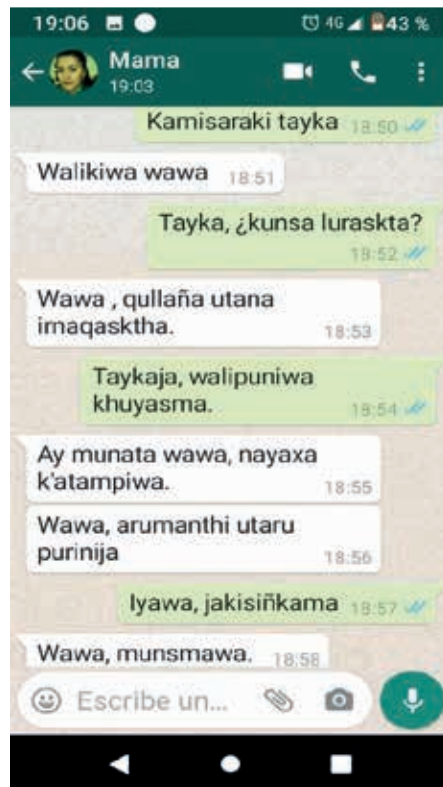 19:06 4G 43 %
Mama
19:03
Kamisaraki tayka 18:50
Walikiwa wawa 18:51
Tayka, ¿kunsa luraskta?
18:52
Wawa , qullaña utana
irnaqasktha. 18:53
Taykaja, walipuniwa
khuyasma. 18:54
Ay munata wawa, nayaxa
k'atampiwa. 18:55
Wawa, arumanthi utaru
purinija 18:56
Iyawa, jakisiñkama 18:57
Wawa, munsmawa. 18:58
Escribe un...